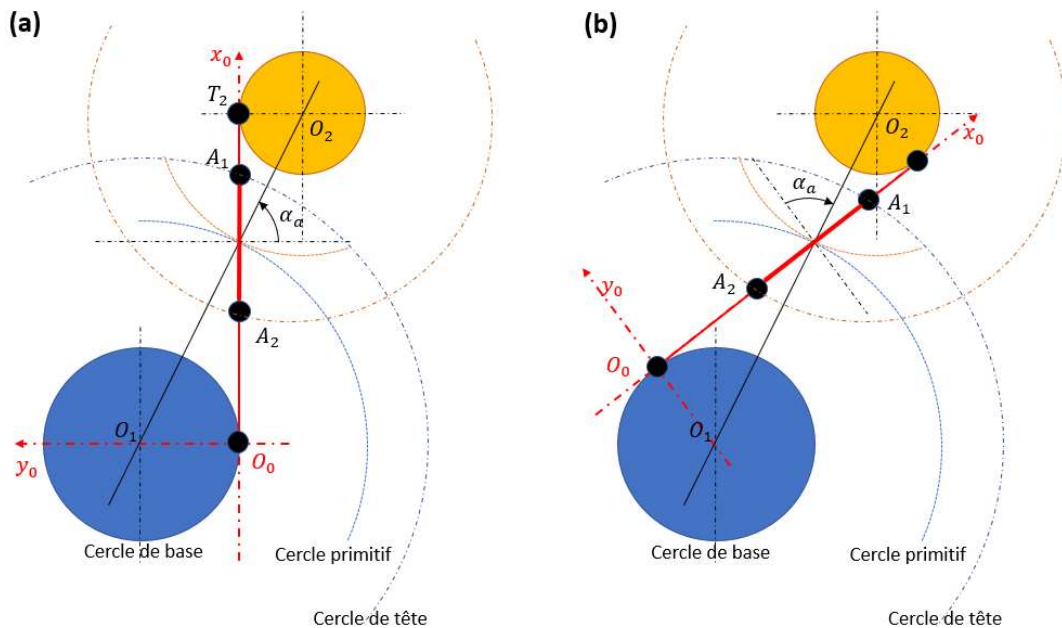 (a)
x₀
T₂
O₂
A₁
αₐ
A₂
O₁
y₀
O₀
Cercle de base
Cercle primitif
Cercle de tête
(b)
O₂
x₀
αₐ
A₁
A₂
y₀
O₀
O₁
Cercle de base
Cercle primitif
Cercle de tête